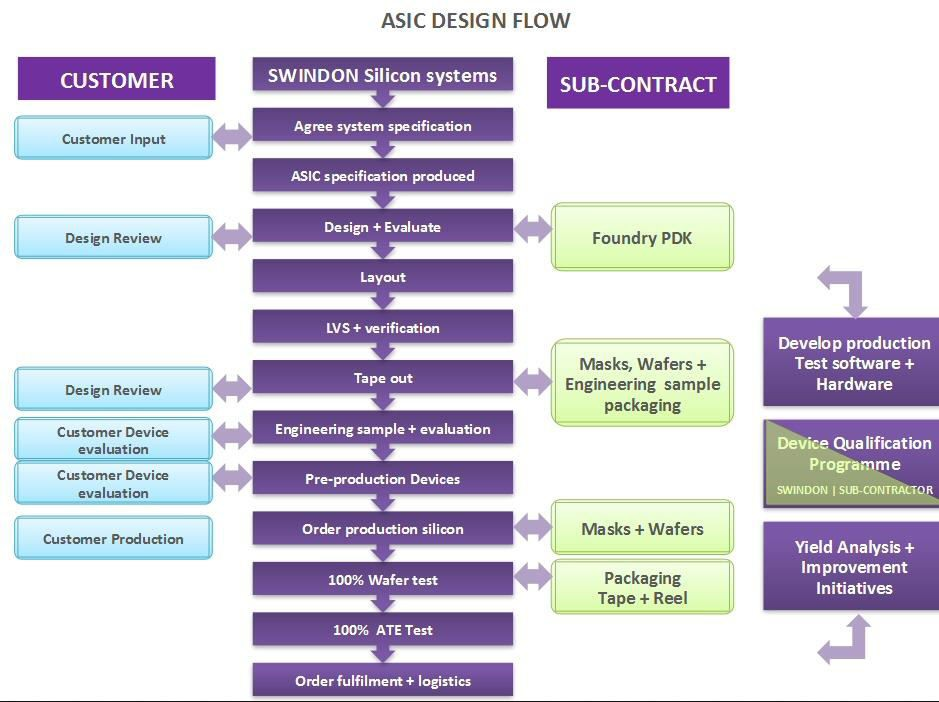 ASIC DESIGN FLOW
CUSTOMER
SWINDON Silicon systems
SUB-CONTRACT
Customer Input
Agree system specification
ASIC specification produced
Design Review
Design + Evaluate
Foundry PDK
Layout
LVS + verification
Design Review
Tape out
Masks, Wafers +
Engineering sample
packaging
Develop production
Test software +
Hardware
Customer Device
evaluation
Engineering sample + evaluation
Customer Device
evaluation
Pre-production Devices
Device Qualification
Programme
SWINDON | SUB-CONTRACTOR
Customer Production
Order production silicon
Masks + Wafers
100% Wafer test
Packaging
Tape + Reel
Yield Analysis +
Improvement
Initiatives
100% ATE Test
Order fulfilment + logistics